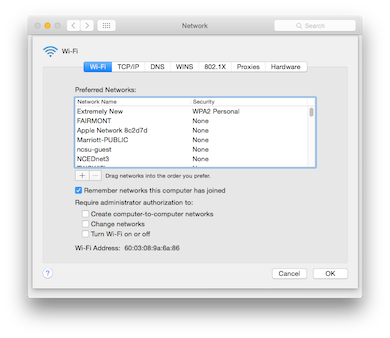 Network
Search
Wi-Fi
Wi-Fi TCP/IP DNS WINS 802.1X Proxies Hardware
Preferred Networks:
Network Name Security
Extremely New WPA2 Personal
FAIRMONT None
Apple Network 8c2d7d None
Marriott-PUBLIC None
ncsu-guest None
NCEDnet3 None
+ − Drag networks into the order you prefer.
Remember networks this computer has joined
Require administrator authorization to:
Create computer-to-computer networks
Change networks
Turn Wi-Fi on or off
Wi-Fi Address: 60:03:08:9a:6a:86
? Cancel OK